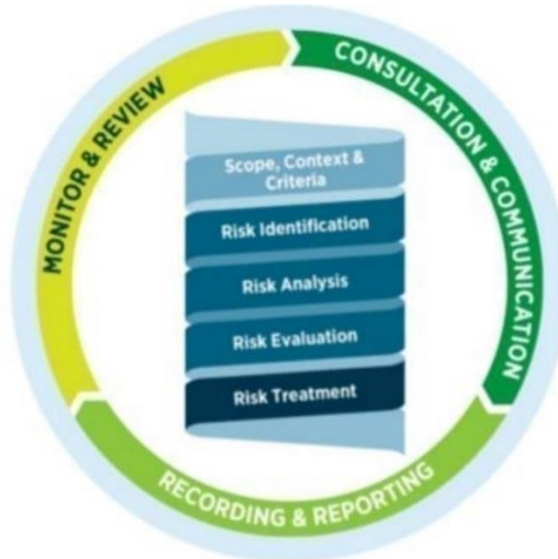 MONITOR & REVIEW
CONSULTATION & COMMUNICATION
Scope, Context &
Criteria
Risk Identification
Risk Analysis
Risk Evaluation
Risk Treatment
RECORDING & REPORTING